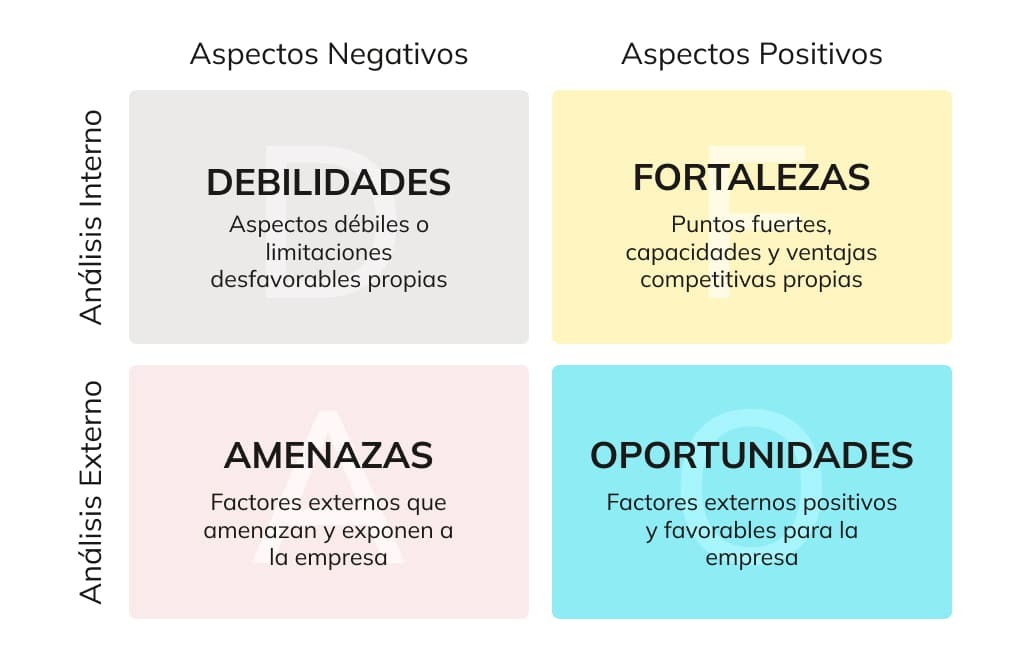 Aspectos Negativos
Aspectos Positivos
Análisis Interno
D
DEBILIDADES
Aspectos débiles o
limitaciones
desfavorables propias
F
FORTALEZAS
Puntos fuertes,
capacidades y ventajas
competitivas propias
Análisis Externo
A
AMENAZAS
Factores externos que
amenazan y exponen a
la empresa
O
OPORTUNIDADES
Factores externos positivos
y favorables para la
empresa